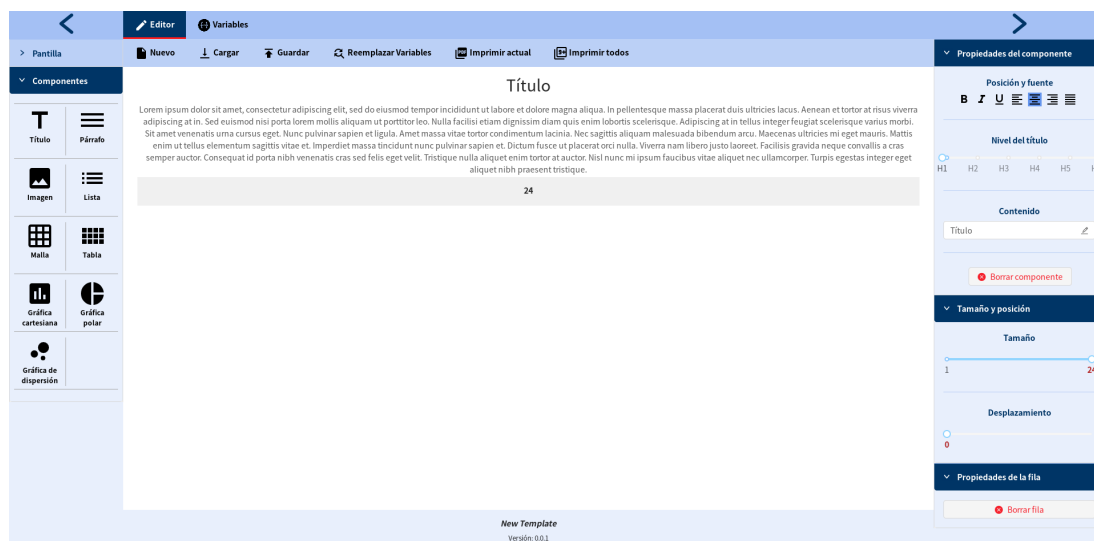 Editor
Variables
Pantilla
Nuevo
Cargar
Guardar
Reemplazar Variables
Imprimir actual
Imprimir todos
Propiedades del componente
Componentes
Título
Párrafo
Imagen
Lista
Malla
Tabla
Gráfica cartesiana
Gráfica polar
Gráfica de dispersión
Título
Lorem ipsum dolor sit amet, consectetur adipiscing elit, sed do eiusmod tempor incididunt ut labore et dolore magna aliqua. In pellentesque massa placerat duis ultricies lacus. Aenean et tortor at risus viverra
adipiscing at in. Sed euismod nisi porta lorem mollis aliquam ut porttitor leo. Nulla facilisi etiam dignissim diam quis enim lobortis scelerisque. Adipiscing at in tellus integer feugiat scelerisque varius morbi.
Sit amet venenatis urna cursus eget. Nunc pulvinar sapien et ligula. Amet massa vitae tortor condimentum lacinia. Nec sagittis aliquam malesuada bibendum arcu. Maecenas ultricies mi eget mauris. Mattis
enim ut tellus elementum sagittis vitae et. Imperdiet massa tincidunt nunc pulvinar sapien et. Dictum fusce ut placerat orci nulla. Viverra nam libero justo laoreet. Facilisis gravida neque convallis a cras
semper auctor. Consequat id porta nibh venenatis cras sed felis eget velit. Tristique nulla aliquet enim tortor at auctor. Nisl nunc mi ipsum faucibus vitae aliquet nec ullamcorper. Turpis egestas integer eget
aliquet nibh praesent tristique.
24
Posición y fuente
B I U
Nivel del título
H1 H2 H3 H4 H5
Contenido
Título
Borrar componente
Tamaño y posición
Tamaño
1 24
Desplazamiento
0
Propiedades de la fila
Borrar fila
New Template
Versión: 0.0.1